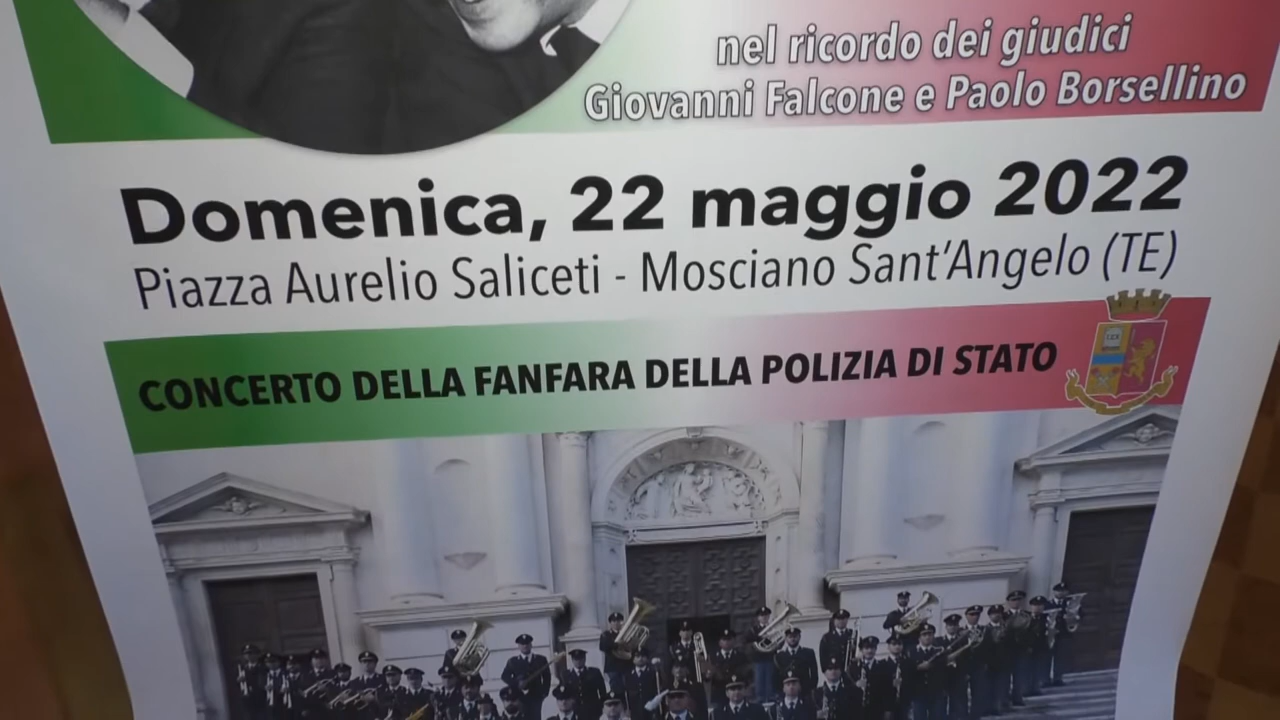 nel ricordo dei giudici
Giovanni Falcone e Paolo Borsellino
Domenica, 22 maggio 2022
Piazza Aurelio Saliceti - Mosciano Sant'Angelo (TE)
CONCERTO DELLA FANFARA DELLA POLIZIA DI STATO